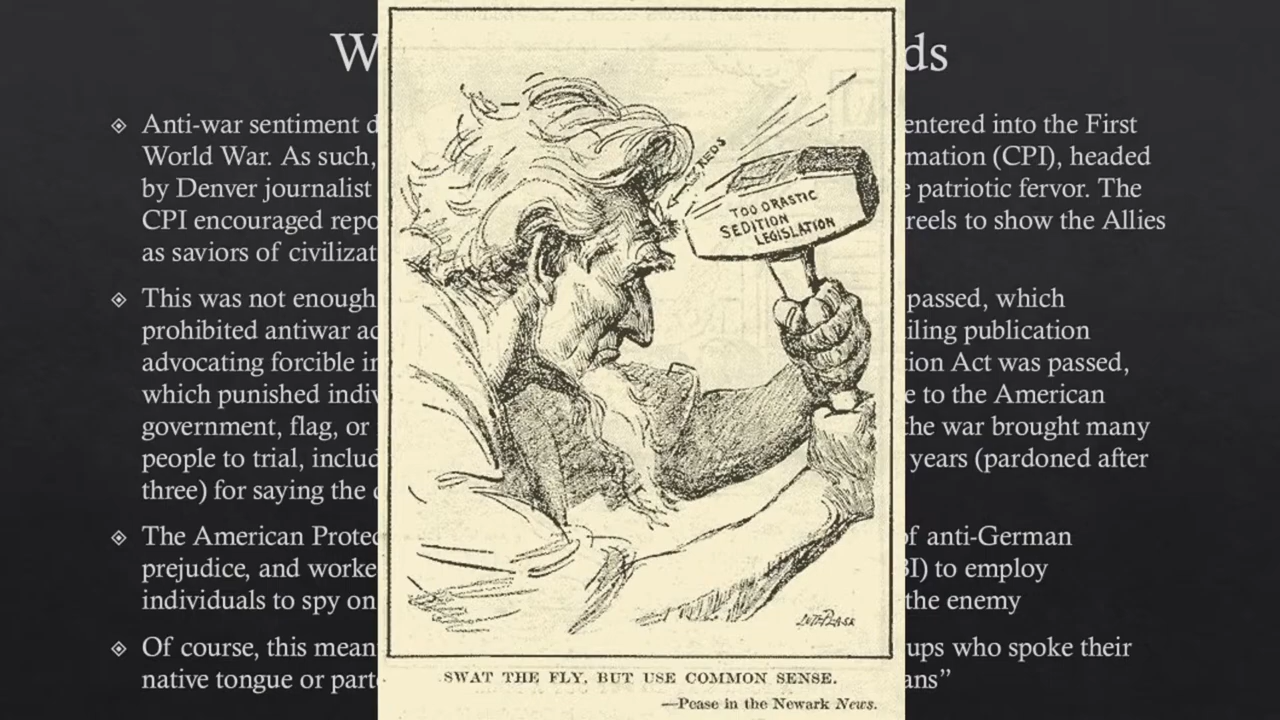 W ds
Anti-war sentiment d entered into the First
World War. As such, mation (CPI), headed
by Denver journalist e patriotic fervor. The
CPI encouraged repo reels to show the Allies
as saviors of civilizat
This was not enough passed, which
prohibited antiwar ac iling publication
advocating forcible in tion Act was passed,
which punished indiv e to the American
government, flag, or the war brought many
people to trial, includ years (pardoned after
three) for saying the
The American Protec of anti-German
prejudice, and worke BI) to employ
individuals to spy on the enemy
Of course, this mean ups who spoke their
native tongue or part ans”
REDS
TOO DRASTIC
SEDITION
LEGISLATION
SWAT THE FLY, BUT USE COMMON SENSE.
—Pease in the Newark News.